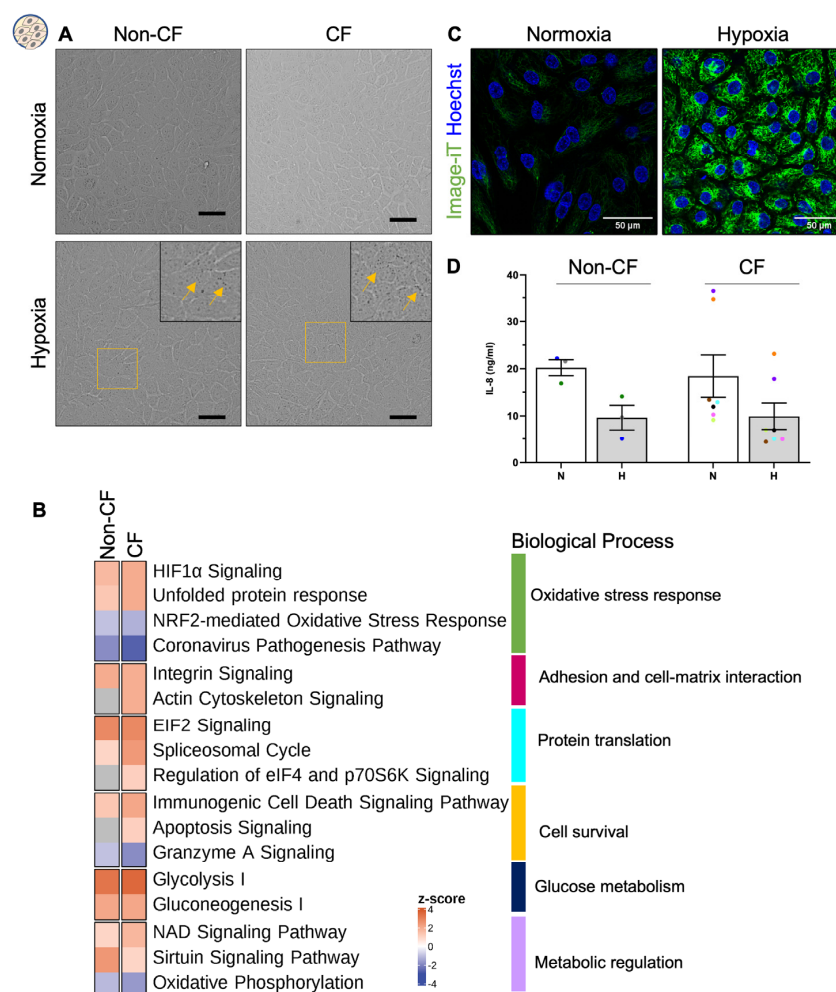 A
Non-CF
CF
Normoxia
Hypoxia
C
Normoxia
Hypoxia
Image-iT Hoechst
50 µm
50 µm
D
Non-CF
CF
IL-8 (ng/ml)
40
30
20
10
0
N
H
N
H
B
Non-CF
CF
Biological Process
HIF1α Signaling
Unfolded protein response
NRF2-mediated Oxidative Stress Response
Coronavirus Pathogenesis Pathway
Oxidative stress response
Integrin Signaling
Actin Cytoskeleton Signaling
Adhesion and cell-matrix interaction
EIF2 Signaling
Spliceosomal Cycle
Regulation of eIF4 and p70S6K Signaling
Protein translation
Immunogenic Cell Death Signaling Pathway
Apoptosis Signaling
Granzyme A Signaling
Cell survival
Glycolysis I
Gluconeogenesis I
Glucose metabolism
NAD Signaling Pathway
Sirtuin Signaling Pathway
Oxidative Phosphorylation
Metabolic regulation
z-score
4
2
0
-2
-4